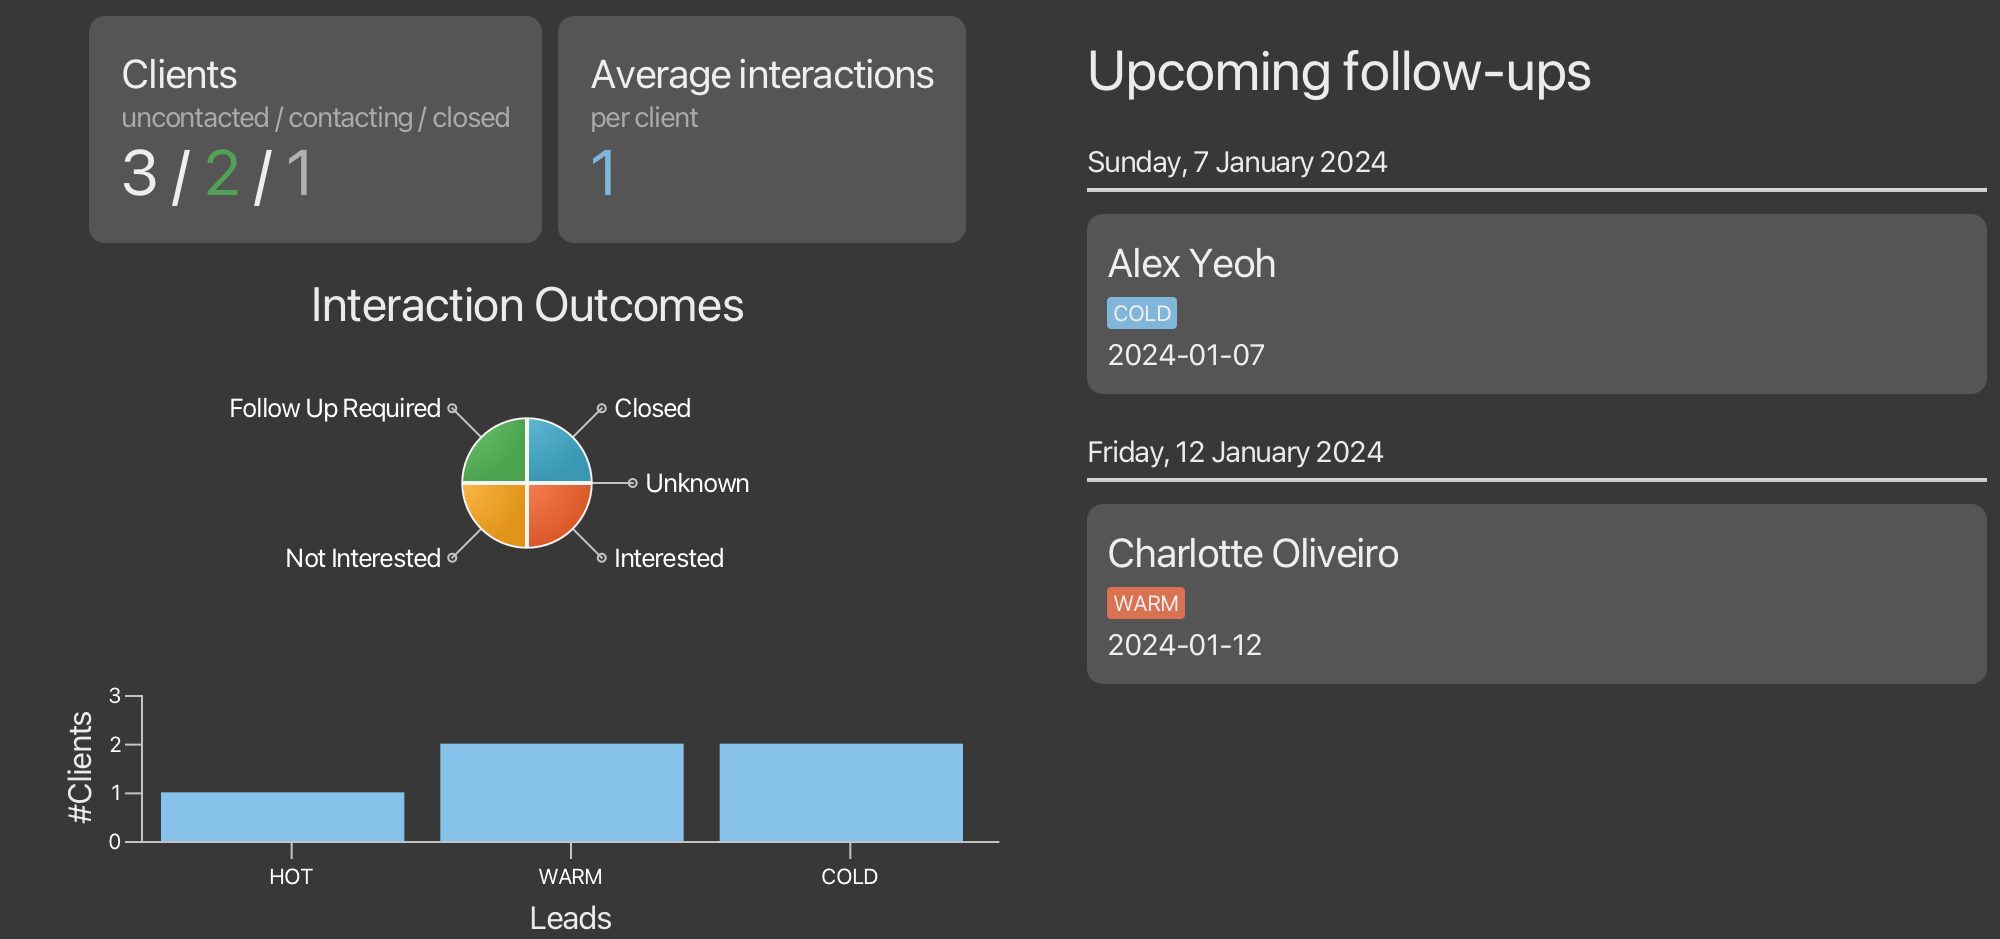 Clients
uncontacted / contacting / closed
3 / 2 / 1
Average interactions
per client
1
Interaction Outcomes
Follow Up Required
Closed
Unknown
Not Interested
Interested
#Clients
3
2
1
0
HOT
WARM
COLD
Leads
Upcoming follow-ups
Sunday, 7 January 2024
Alex Yeoh
COLD
2024-01-07
Friday, 12 January 2024
Charlotte Oliveiro
WARM
2024-01-12